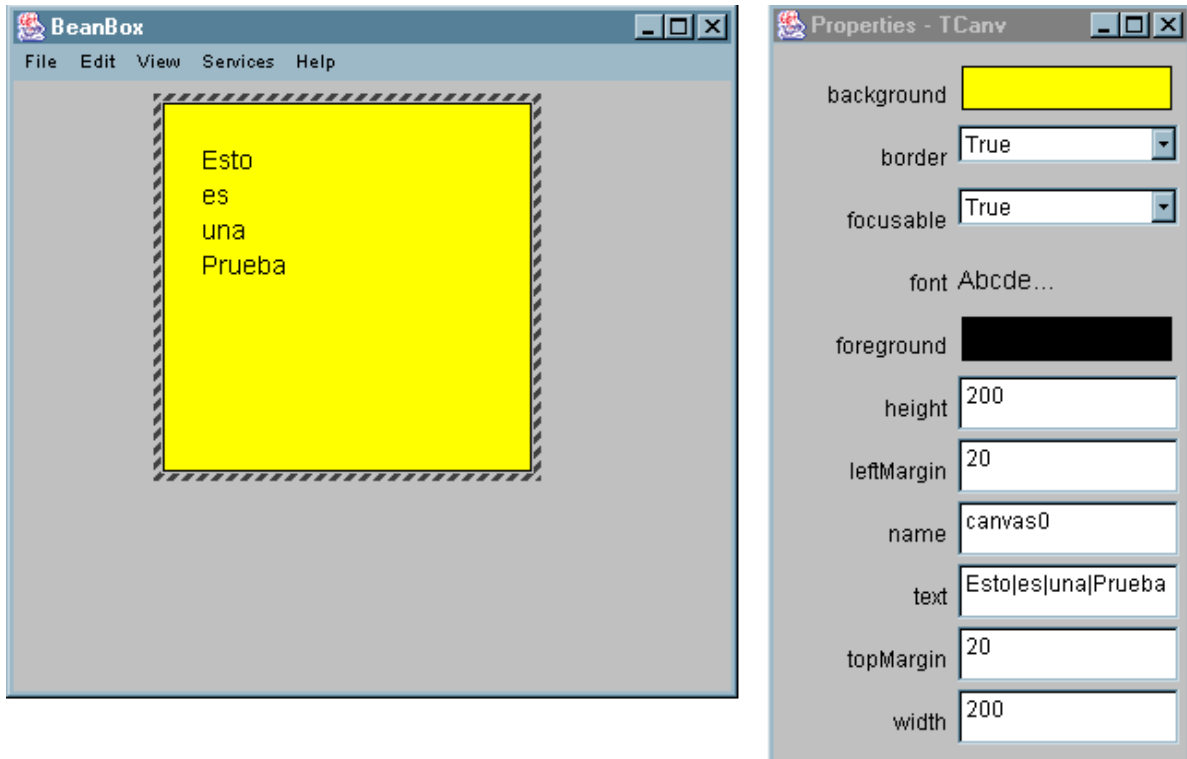 BeanBox
File Edit View Services Help
Esto
es
una
Prueba
Properties - TCanv
background
border True
focusable True
font Abcde...
foreground
height 200
leftMargin 20
name canvas0
text Esto|es|una|Prueba
topMargin 20
width 200